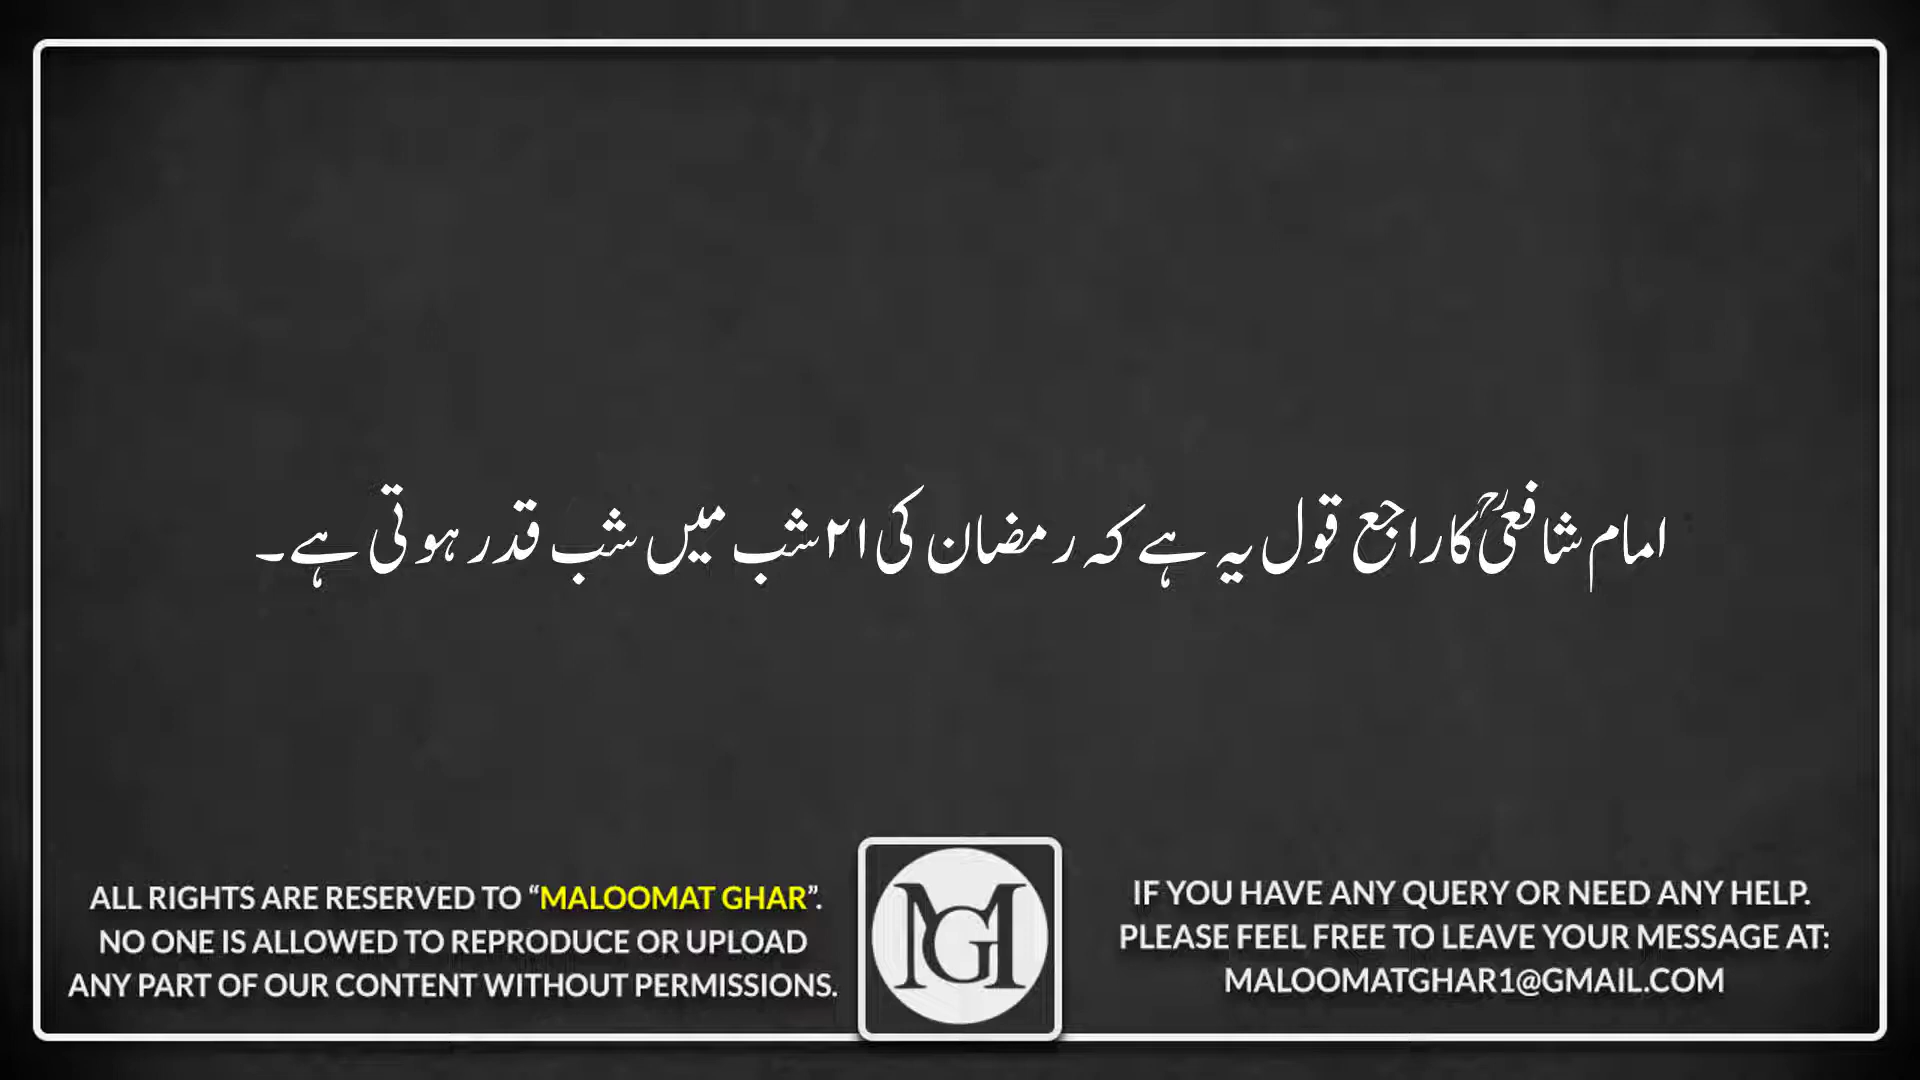 امام شافعیؒ کا راجع قول یہ ہے کہ رمضان کی ۲۱ شب میں شب قدر ہوتی ہے۔
ALL RIGHTS ARE RESERVED TO “MALOOMAT GHAR”.
NO ONE IS ALLOWED TO REPRODUCE OR UPLOAD
ANY PART OF OUR CONTENT WITHOUT PERMISSIONS.
MG
IF YOU HAVE ANY QUERY OR NEED ANY HELP.
PLEASE FEEL FREE TO LEAVE YOUR MESSAGE AT:
MALOOMATGHAR1@GMAIL.COM